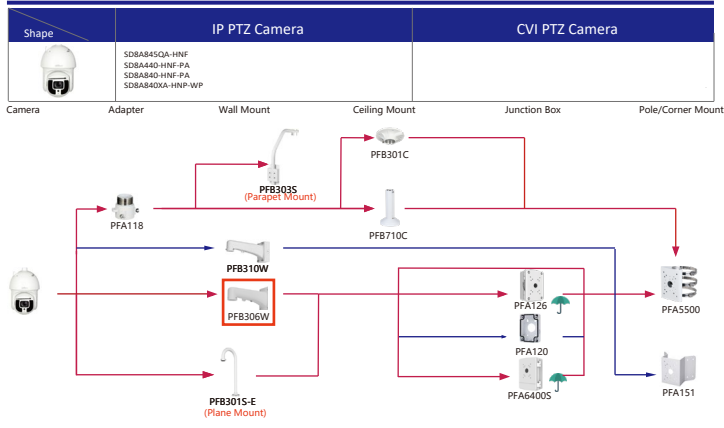 Shape
IP PTZ Camera
CVI PTZ Camera
SD8A845QA-HNF
SD8A440-HNF-PA
SD8A840-HNF-PA
SD8A840XA-HNP-WP
Camera
Adapter
Wall Mount
Ceiling Mount
Junction Box
Pole/Corner Mount
PFB301C
PFB303S
(Parapet Mount)
PFA118
PFB710C
PFB310W
PFB306W
PFA126
PFA5500
PFA120
PFA6400S
PFA151
PFB301S-E
(Plane Mount)